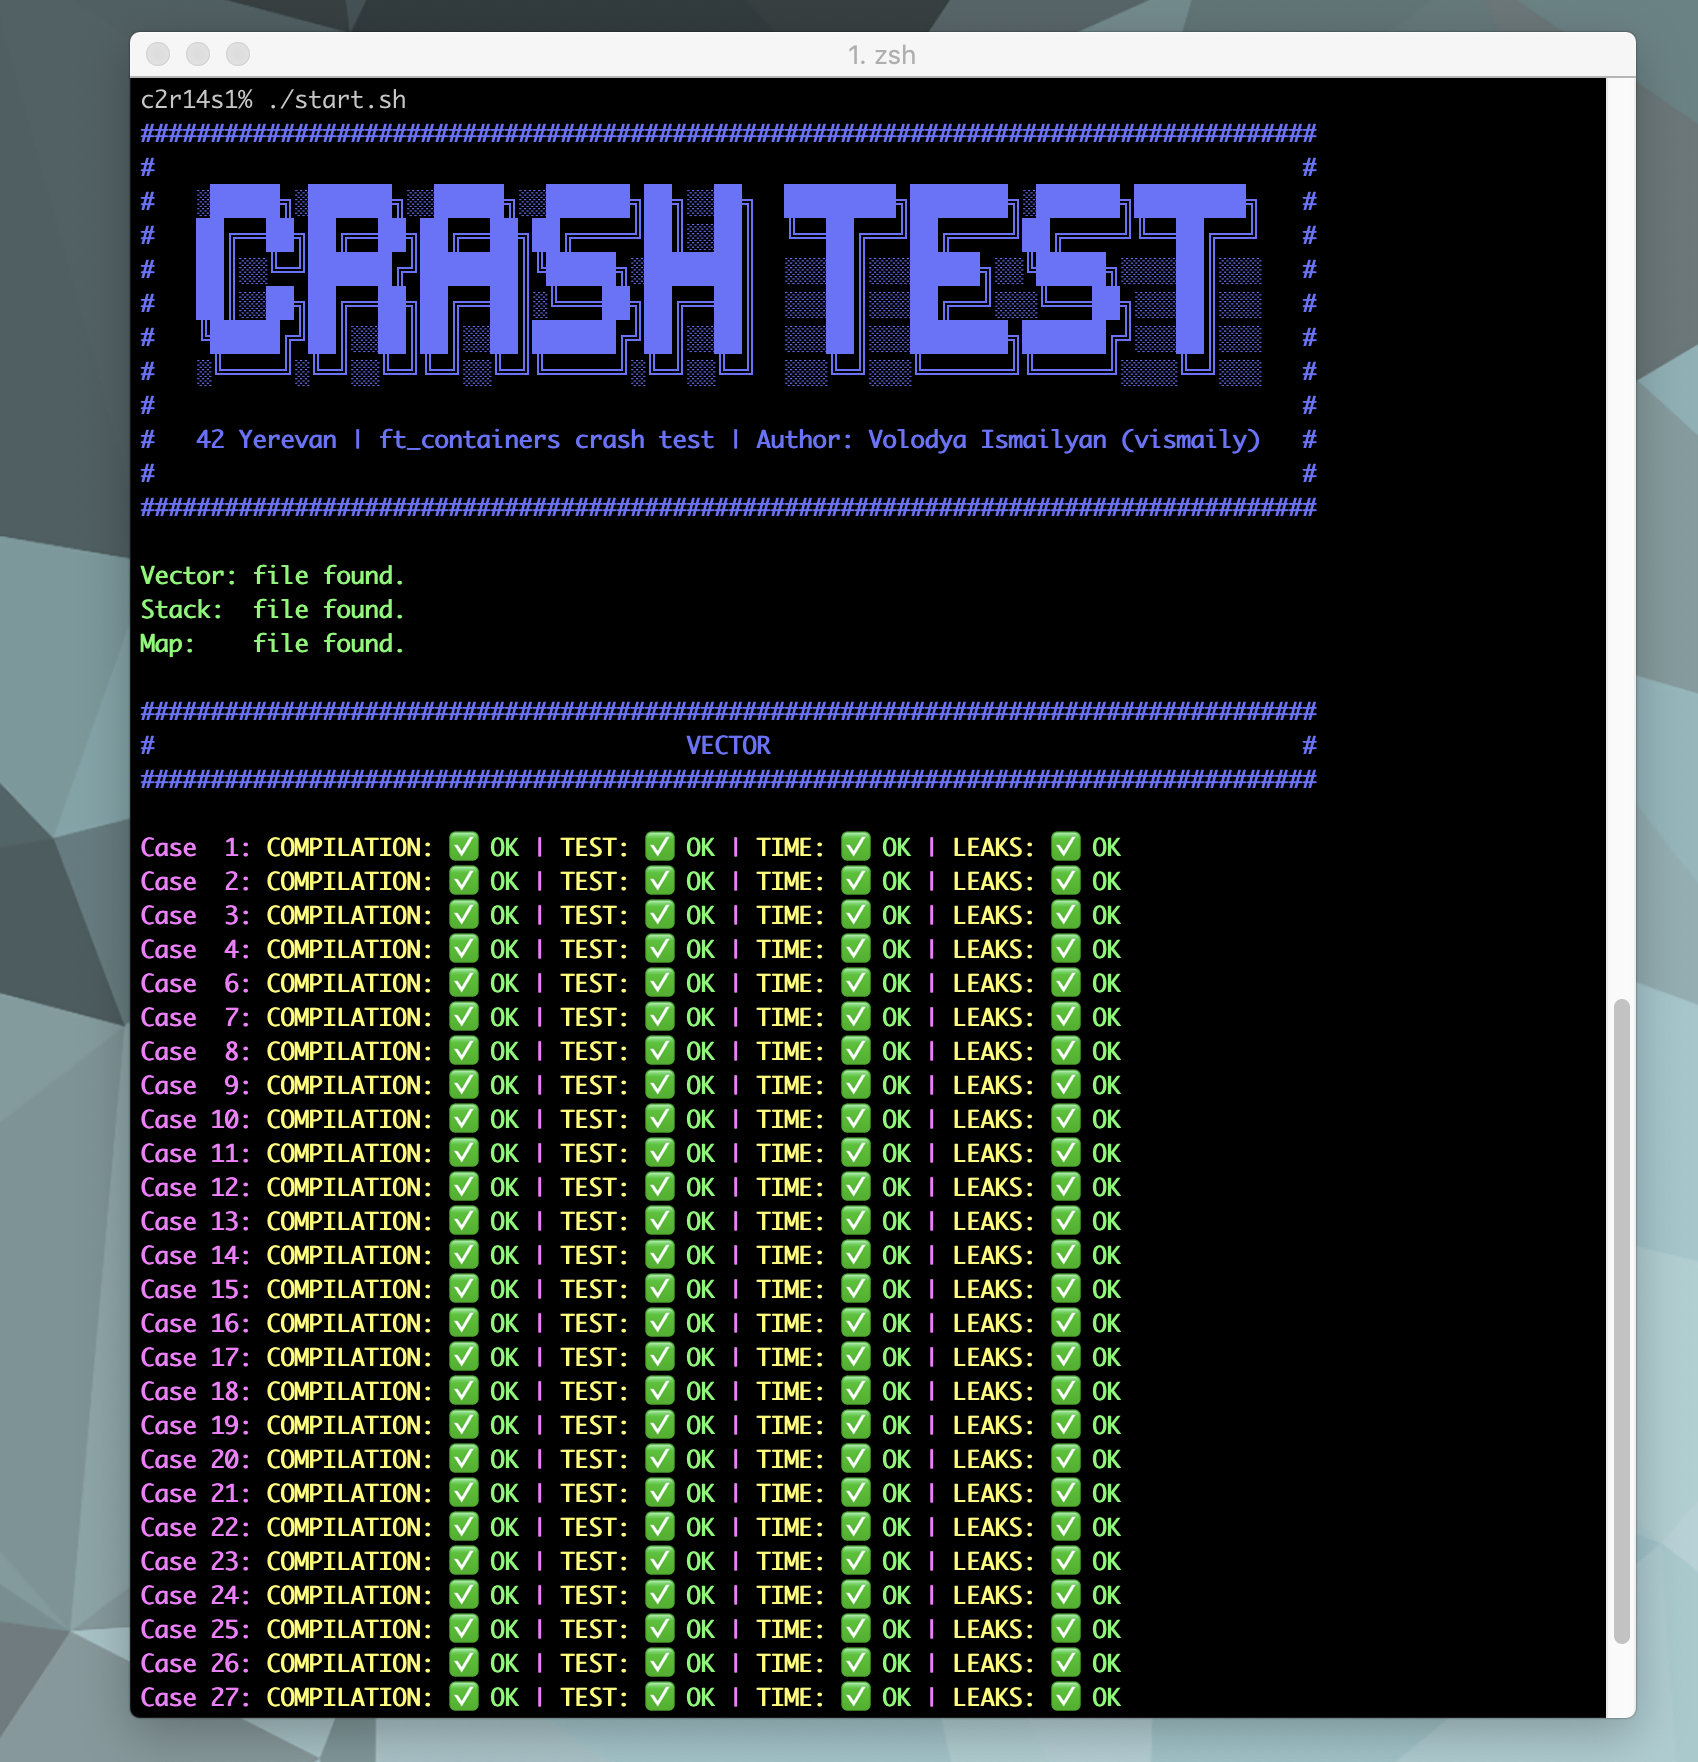 1. zsh
c2r14s1% ./start.sh
####################################################################################
# #
# CRASH TEST #
# #
# 42 Yerevan | ft_containers crash test | Author: Volodya Ismailyan (vismaily) #
# #
####################################################################################
Vector: file found.
Stack: file found.
Map: file found.
####################################################################################
# VECTOR #
####################################################################################
Case 1: COMPILATION: ✅ OK | TEST: ✅ OK | TIME: ✅ OK | LEAKS: ✅ OK
Case 2: COMPILATION: ✅ OK | TEST: ✅ OK | TIME: ✅ OK | LEAKS: ✅ OK
Case 3: COMPILATION: ✅ OK | TEST: ✅ OK | TIME: ✅ OK | LEAKS: ✅ OK
Case 4: COMPILATION: ✅ OK | TEST: ✅ OK | TIME: ✅ OK | LEAKS: ✅ OK
Case 6: COMPILATION: ✅ OK | TEST: ✅ OK | TIME: ✅ OK | LEAKS: ✅ OK
Case 7: COMPILATION: ✅ OK | TEST: ✅ OK | TIME: ✅ OK | LEAKS: ✅ OK
Case 8: COMPILATION: ✅ OK | TEST: ✅ OK | TIME: ✅ OK | LEAKS: ✅ OK
Case 9: COMPILATION: ✅ OK | TEST: ✅ OK | TIME: ✅ OK | LEAKS: ✅ OK
Case 10: COMPILATION: ✅ OK | TEST: ✅ OK | TIME: ✅ OK | LEAKS: ✅ OK
Case 11: COMPILATION: ✅ OK | TEST: ✅ OK | TIME: ✅ OK | LEAKS: ✅ OK
Case 12: COMPILATION: ✅ OK | TEST: ✅ OK | TIME: ✅ OK | LEAKS: ✅ OK
Case 13: COMPILATION: ✅ OK | TEST: ✅ OK | TIME: ✅ OK | LEAKS: ✅ OK
Case 14: COMPILATION: ✅ OK | TEST: ✅ OK | TIME: ✅ OK | LEAKS: ✅ OK
Case 15: COMPILATION: ✅ OK | TEST: ✅ OK | TIME: ✅ OK | LEAKS: ✅ OK
Case 16: COMPILATION: ✅ OK | TEST: ✅ OK | TIME: ✅ OK | LEAKS: ✅ OK
Case 17: COMPILATION: ✅ OK | TEST: ✅ OK | TIME: ✅ OK | LEAKS: ✅ OK
Case 18: COMPILATION: ✅ OK | TEST: ✅ OK | TIME: ✅ OK | LEAKS: ✅ OK
Case 19: COMPILATION: ✅ OK | TEST: ✅ OK | TIME: ✅ OK | LEAKS: ✅ OK
Case 20: COMPILATION: ✅ OK | TEST: ✅ OK | TIME: ✅ OK | LEAKS: ✅ OK
Case 21: COMPILATION: ✅ OK | TEST: ✅ OK | TIME: ✅ OK | LEAKS: ✅ OK
Case 22: COMPILATION: ✅ OK | TEST: ✅ OK | TIME: ✅ OK | LEAKS: ✅ OK
Case 23: COMPILATION: ✅ OK | TEST: ✅ OK | TIME: ✅ OK | LEAKS: ✅ OK
Case 24: COMPILATION: ✅ OK | TEST: ✅ OK | TIME: ✅ OK | LEAKS: ✅ OK
Case 25: COMPILATION: ✅ OK | TEST: ✅ OK | TIME: ✅ OK | LEAKS: ✅ OK
Case 26: COMPILATION: ✅ OK | TEST: ✅ OK | TIME: ✅ OK | LEAKS: ✅ OK
Case 27: COMPILATION: ✅ OK | TEST: ✅ OK | TIME: ✅ OK | LEAKS: ✅ OK